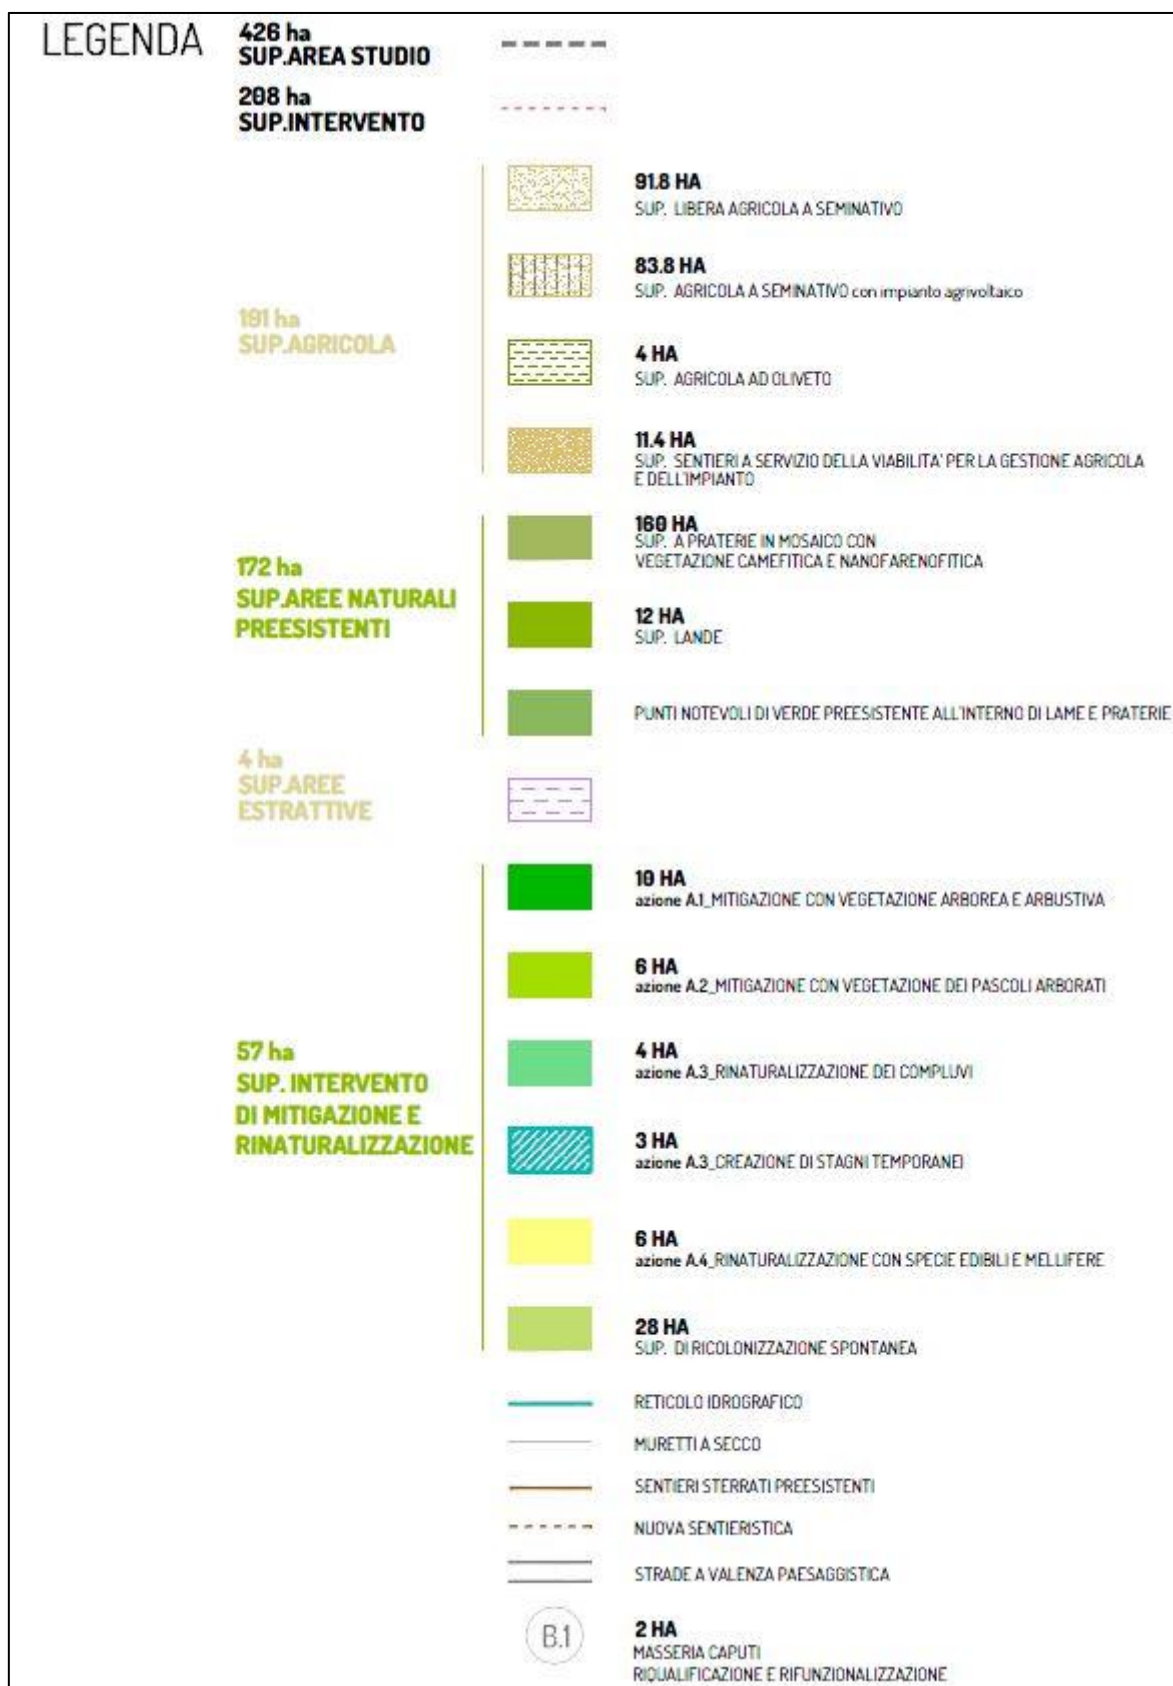 LEGENDA
426 ha
SUP.AREA STUDIO
208 ha
SUP.INTERVENTO
191 ha
SUP.AGRICOLA
91.8 HA
SUP. LIBERA AGRICOLA A SEMINATIVO
83.8 HA
SUP. AGRICOLA A SEMINATIVO con impianto agrivoltaico
4 HA
SUP. AGRICOLA AD OLIVETO
11.4 HA
SUP. SENTIERI A SERVIZIO DELLA VIABILITA' PER LA GESTIONE AGRICOLA
E DELL'IMPIANTO
172 ha
SUP.AREE NATURALI
PREESISTENTI
160 HA
SUP. A PRATERIE IN MOSAICO CON
VEGETAZIONE CAMEFITICA E NANOFARENOFITICA
12 HA
SUP. LANDE
PUNTI NOTEVOLI DI VERDE PREESISTENTE ALL'INTERNO DI LAME E PRATERIE
4 ha
SUP.AREE
ESTRATTIVE
57 ha
SUP. INTERVENTO
DI MITIGAZIONE E
RINATURALIZZAZIONE
10 HA
azione A.1_MITIGAZIONE CON VEGETAZIONE ARBOREA E ARBUSTIVA
6 HA
azione A.2_MITIGAZIONE CON VEGETAZIONE DEI PASCOLI ARBORATI
4 HA
azione A.3_RINATURALIZZAZIONE DEI COMPLUVI
3 HA
azione A.3_CREAZIONE DI STAGNI TEMPORANEI
6 HA
azione A.4_RINATURALIZZAZIONE CON SPECIE EDIBILI E MELLIFERE
28 HA
SUP. DI RICOLONIZZAZIONE SPONTANEA
RETICOLO IDROGRAFICO
MURETTI A SECCO
SENTIERI STERRATI PREESISTENTI
NUOVA SENTIERISTICA
STRADE A VALENZA PAESAGGISTICA
B.1
2 HA
MASSERIA CAPUTI
RIQUALIFICAZIONE E RIFUNZIONALIZZAZIONE